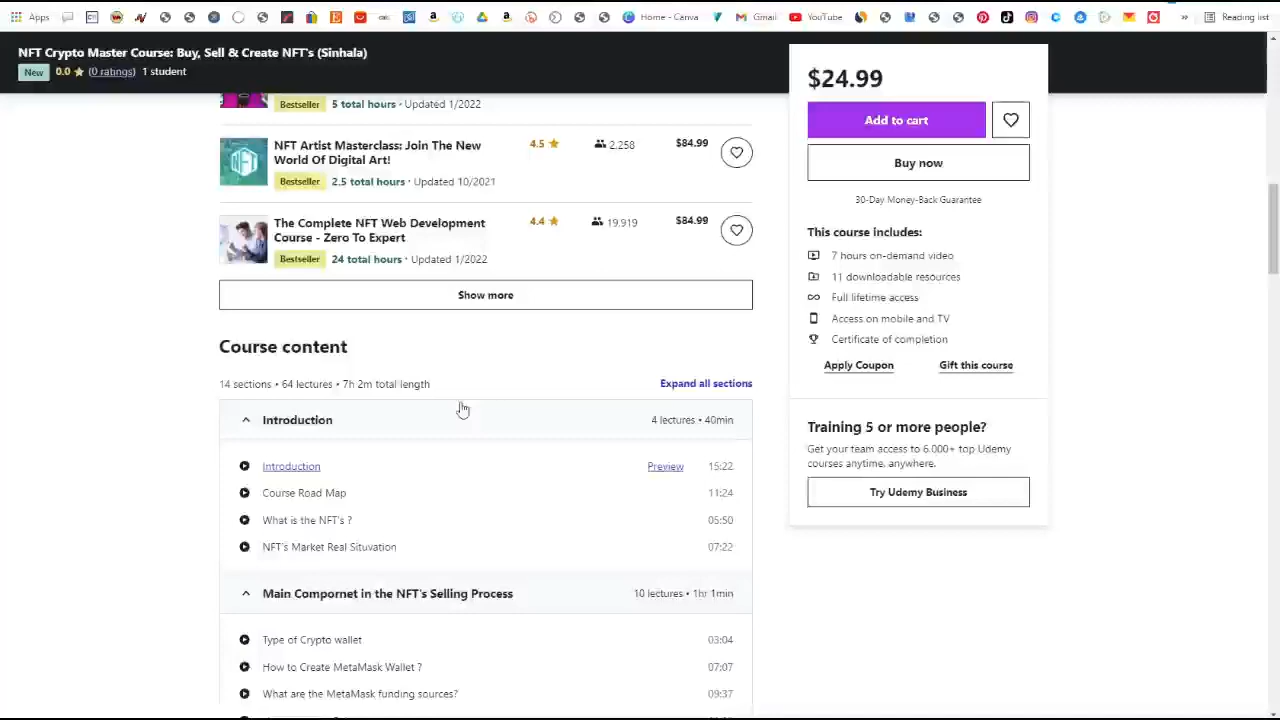 Apps
Home - Canva
Gmail
YouTube
»
Reading list
NFT Crypto Master Course: Buy, Sell & Create NFT's (Sinhala)
New 0.0 (0 ratings) 1 student
Bestseller 5 total hours · Updated 1/2022
NFT Artist Masterclass: Join The New World Of Digital Art!
4.5 2,258 $84.99
Bestseller 2.5 total hours · Updated 10/2021
The Complete NFT Web Development Course - Zero To Expert
4.4 19,919 $84.99
Bestseller 24 total hours · Updated 1/2022
Show more
Course content
14 sections • 64 lectures • 7h 2m total length
Expand all sections
Introduction 4 lectures • 40min
Introduction Preview 15:22
Course Road Map 11:24
What is the NFT's ? 05:50
NFT's Market Real Situvation 07:22
Main Compornet in the NFT's Selling Process 10 lectures • 1hr 1min
Type of Crypto wallet 03:04
How to Create MetaMask Wallet ? 07:07
What are the MetaMask funding sources? 09:37
$24.99
Add to cart
Buy now
30-Day Money-Back Guarantee
This course includes:
7 hours on-demand video
11 downloadable resources
Full lifetime access
Access on mobile and TV
Certificate of completion
Apply Coupon
Gift this course
Training 5 or more people?
Get your team access to 6,000+ top Udemy
courses anytime, anywhere.
Try Udemy Business